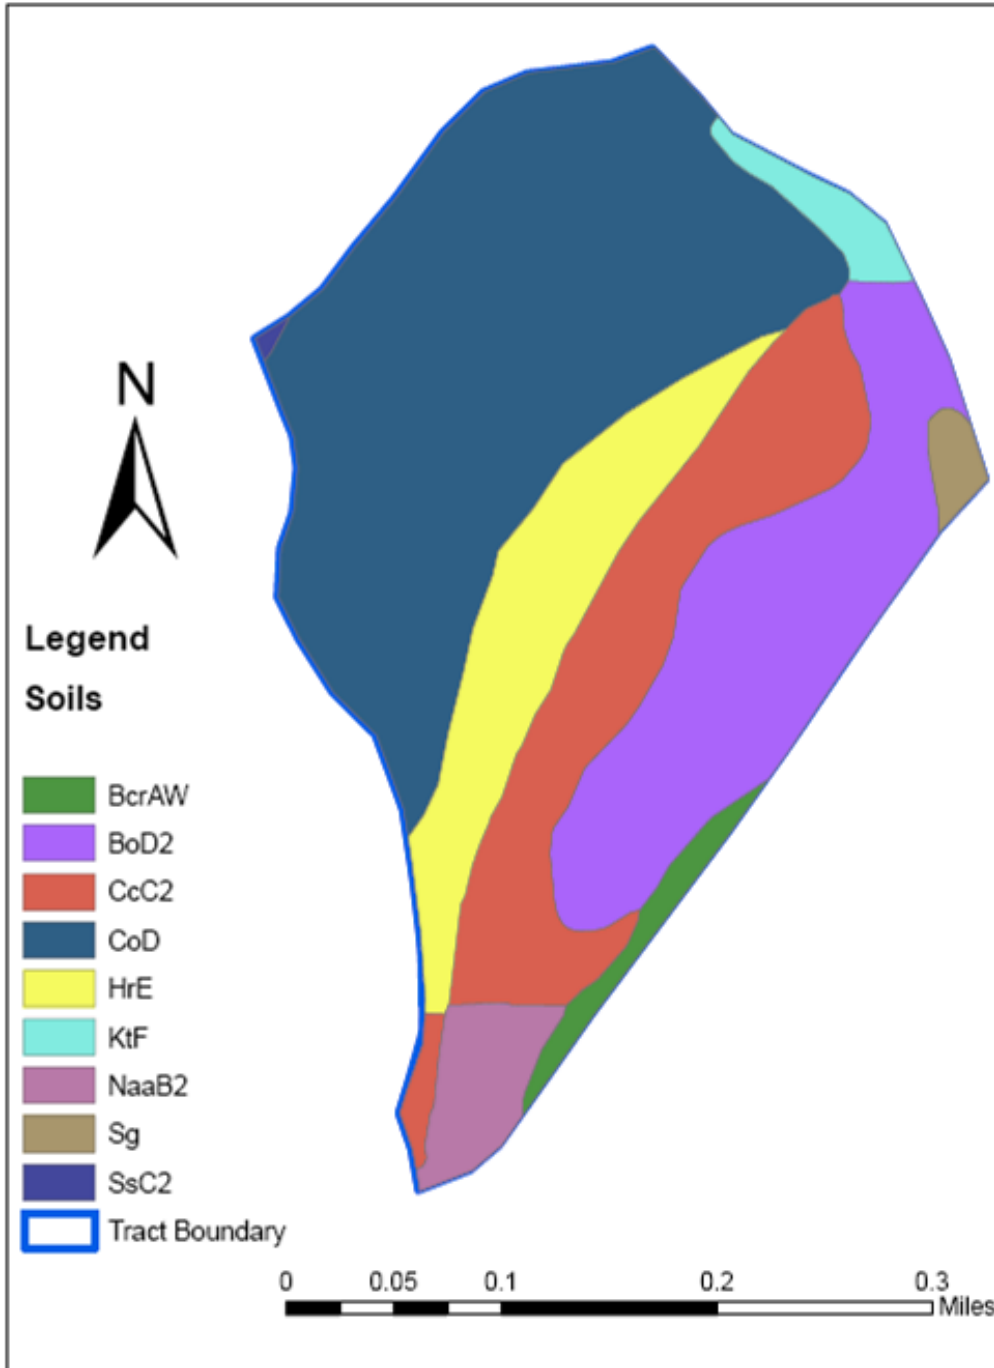 N
Legend
Soils
BcrAW
BoD2
CcC2
CoD
HrE
KtF
NaaB2
Sg
SsC2
Tract Boundary
0 0.05 0.1 0.2 0.3
Miles